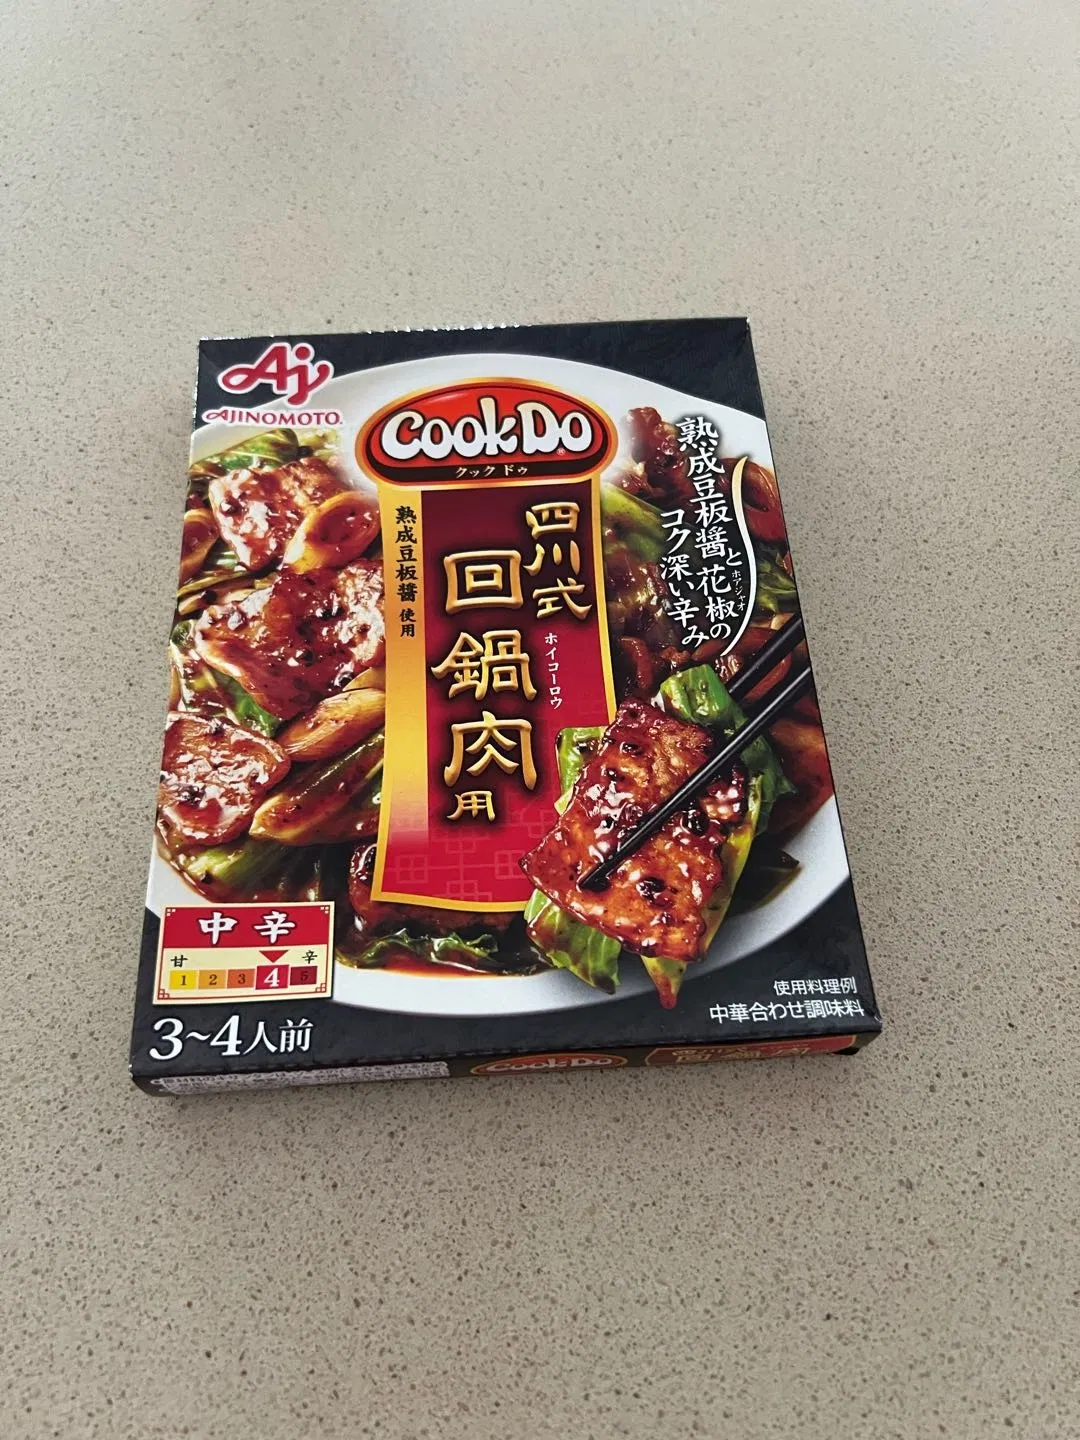 Aj
AJINOMOTO.
CookDo®
クックドゥ
熟成豆板醤と花椒の
ホアジャオ
コク深い辛み
四川式
回鍋肉用
ホイコーロウ
熟成豆板醤使用
中辛
甘 辛
1 2 3 4 5
3~4人前
使用料理例
中華合わせ調味料
CookDo